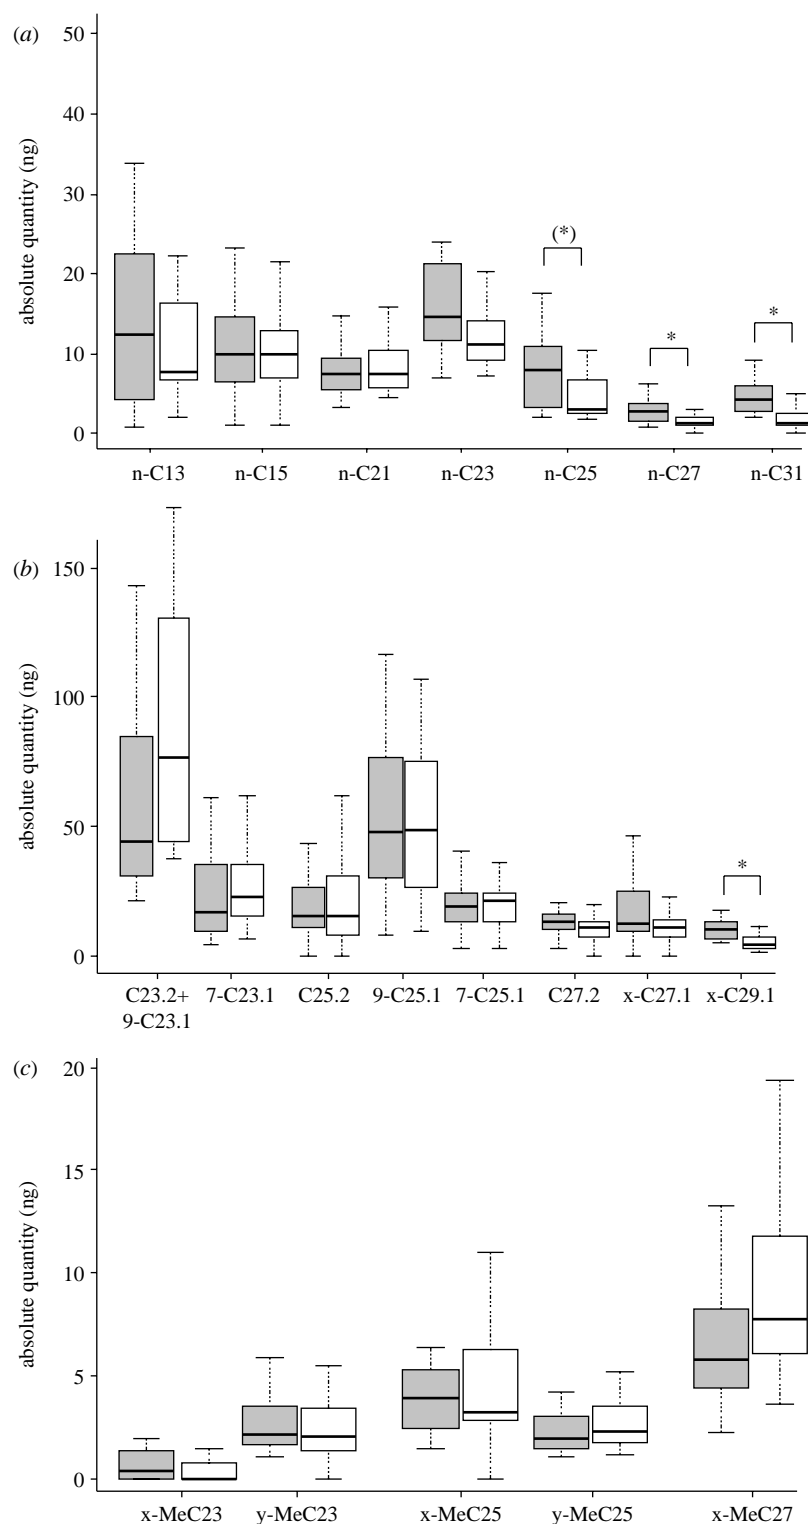 (a)
50
40
30
20
10
0
absolute quantity (ng)
(*)
*
*
n-C13 n-C15 n-C21 n-C23 n-C25 n-C27 n-C31
(b)
150
100
50
0
absolute quantity (ng)
*
C23.2+ 7-C23.1 C25.2 9-C25.1 7-C25.1 C27.2 x-C27.1 x-C29.1
9-C23.1
(c)
20
15
10
5
0
absolute quantity (ng)
x-MeC23 y-MeC23 x-MeC25 y-MeC25 x-MeC27